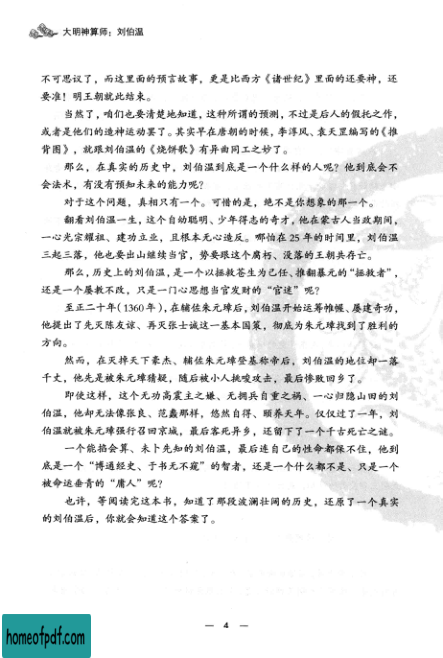 大明神算师：刘伯温
不可思议了，而这里面的预言故事，更是比西方《诸世纪》里面的还要神，还
要准！明王朝就此结束。
当然了，咱们也要清楚地知道，这种所谓的预测，不过是后人的假托之作，
或者是他们的造神运动罢了。其实早在唐朝的时候，李淳风、袁天罡编写的《推
背图》，就跟刘伯温的《烧饼歌》有异曲同工之妙了。
那么，在真实的历史中，刘伯温到底是一个什么样的人呢？他到底会不
会法术，有没有预知未来的能力呢？
对于这个问题，真相只有一个。可惜的是，绝不是你想象的那一个。
翻看刘伯温一生，这个自幼聪明、少年得志的奇才，他在蒙古人当政期间，
一心光宗耀祖、建功立业，且根本无心造反。哪怕在 25 年的时间里，刘伯温
三起三落，他也要出山继续当官，势要跟这个腐朽、没落的王朝共存亡。
那么，历史上的刘伯温，是一个以拯救苍生为己任、推翻暴元的“拯救者”，
还是一个屡教不改，只是一门心思想当官发财的“官迷”呢？
至正二十年（1360年），在辅佐朱元璋后，刘伯温开始运筹帷幄、屡建奇功，
他提出了先灭陈友谅、再灭张士诚这一基本国策，彻底为朱元璋找到了胜利的
方向。
然而，在灭掉天下豪杰、辅佐朱元璋登基称帝后，刘伯温的地位却一落
千丈，他先是被朱元璋猜疑，随后被小人挑唆攻击，最后惨败回乡了。
即使这样，这个无功高震主之嫌、无拥兵自重之祸、一心归隐山田的刘
伯温，他却无法像张良、范蠡那样，悠然自得、颐养天年。仅仅过了一年，刘
伯温就被朱元璋强行召回京城，最后客死异乡，还留下了一个千古死亡之谜。
一个能掐会算、未卜先知的刘伯温，最后连自己的性命都保不住，他到
底是一个“博通经史、于书无不窥”的智者，还是一个什么都不是、只是一个
被命运垂青的“庸人”呢？
也许，等阅读完这本书，知道了那段波澜壮阔的历史，还原了一个真实
的刘伯温后，你就会知道这个答案了。
— 4 —
homeofpdf.com